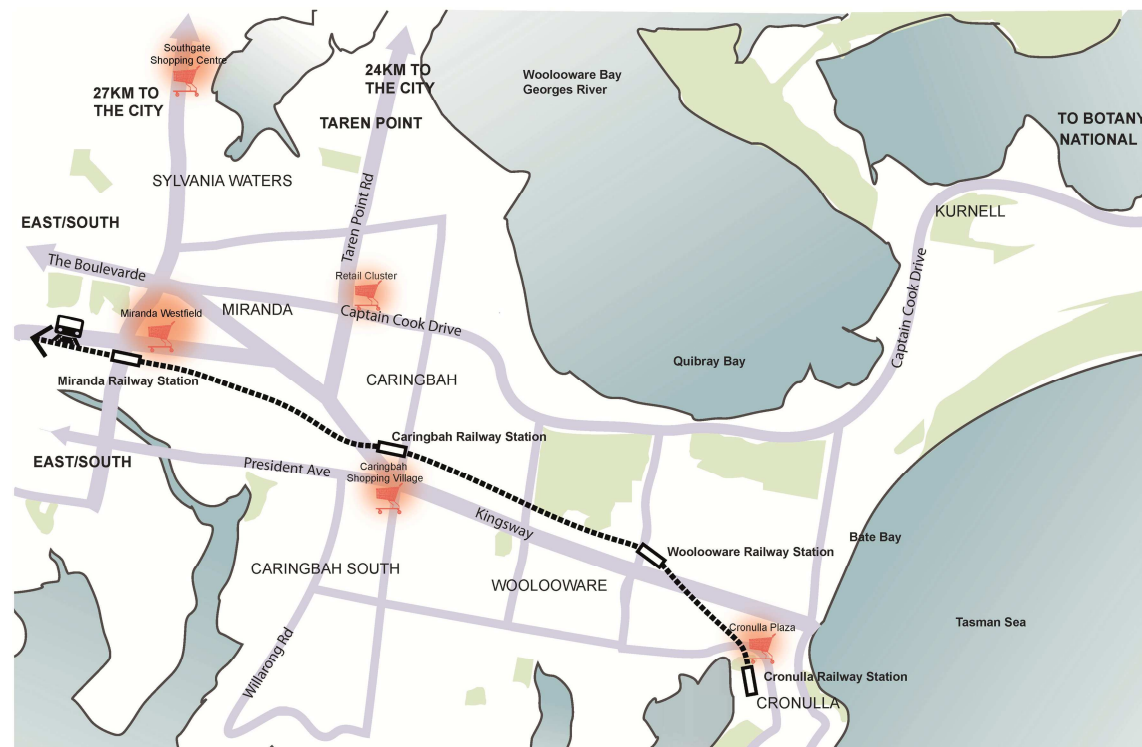 Southgate
Shopping Centre
27KM TO
THE CITY
24KM TO
THE CITY
TAREN POINT
Woolooware Bay
Georges River
TO BOTANY
NATIONAL
SYLVANIA WATERS
KURNELL
EAST/SOUTH
The Boulevarde
Taren Point Rd
Retail Cluster
Captain Cook Drive
Captain Cook Drive
Miranda Westfield
MIRANDA
Quibray Bay
Miranda Railway Station
CARINGBAH
Caringbah Railway Station
EAST/SOUTH
President Ave
Caringbah
Shopping Village
Kingsway
Bate Bay
Woolooware Railway Station
CARINGBAH SOUTH
WOOLOOWARE
Tasman Sea
Cronulla Plaza
Willarong Rd
Cronulla Railway Station
CRONULLA